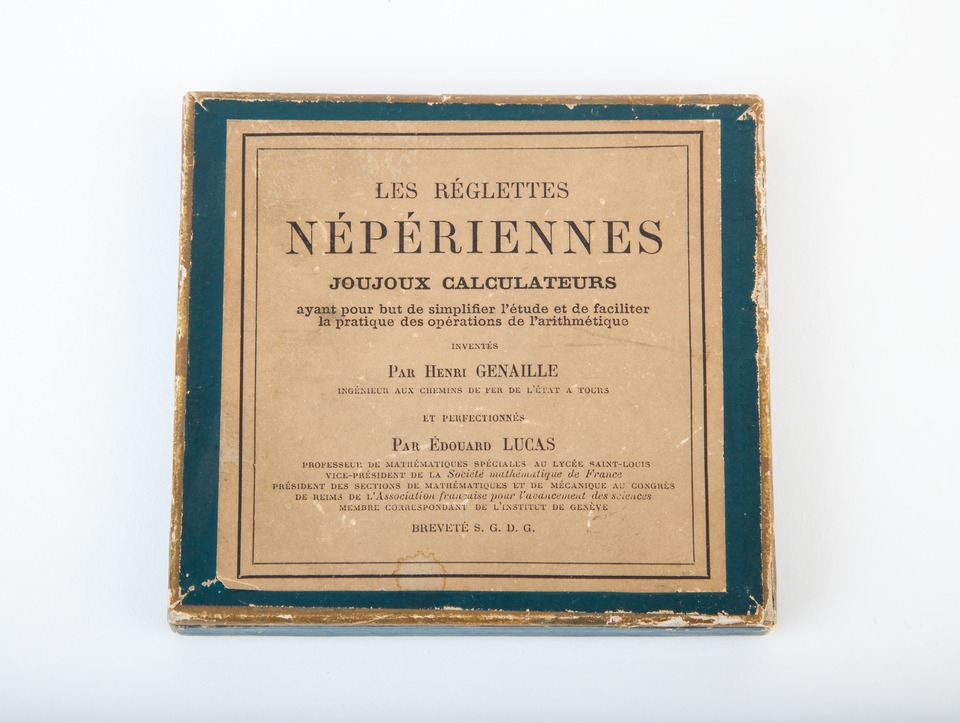 LES RÉGLETTES
NÉPÉRIENNES
JOUJOUX CALCULATEURS
ayant pour but de simplifier l'étude et de faciliter
la pratique des opérations de l'arithmétique
INVENTÉS
PAR HENRI GENAILLE
INGÉNIEUR AUX CHEMINS DE FER DE L'ÉTAT A TOURS
ET PERFECTIONNÉS
PAR ÉDOUARD LUCAS
PROFESSEUR DE MATHÉMATIQUES SPÉCIALES AU LYCÉE SAINT-LOUIS
VICE-PRÉSIDENT DE LA Société mathématique de France
PRÉSIDENT DES SECTIONS DE MATHÉMATIQUES ET DE MÉCANIQUE AU CONGRÈS
DE REIMS DE L'Association française pour l'avancement des sciences
MEMBRE CORRESPONDANT DE L'INSTITUT DE GENÈVE
BREVETÉ S. G. D. G.